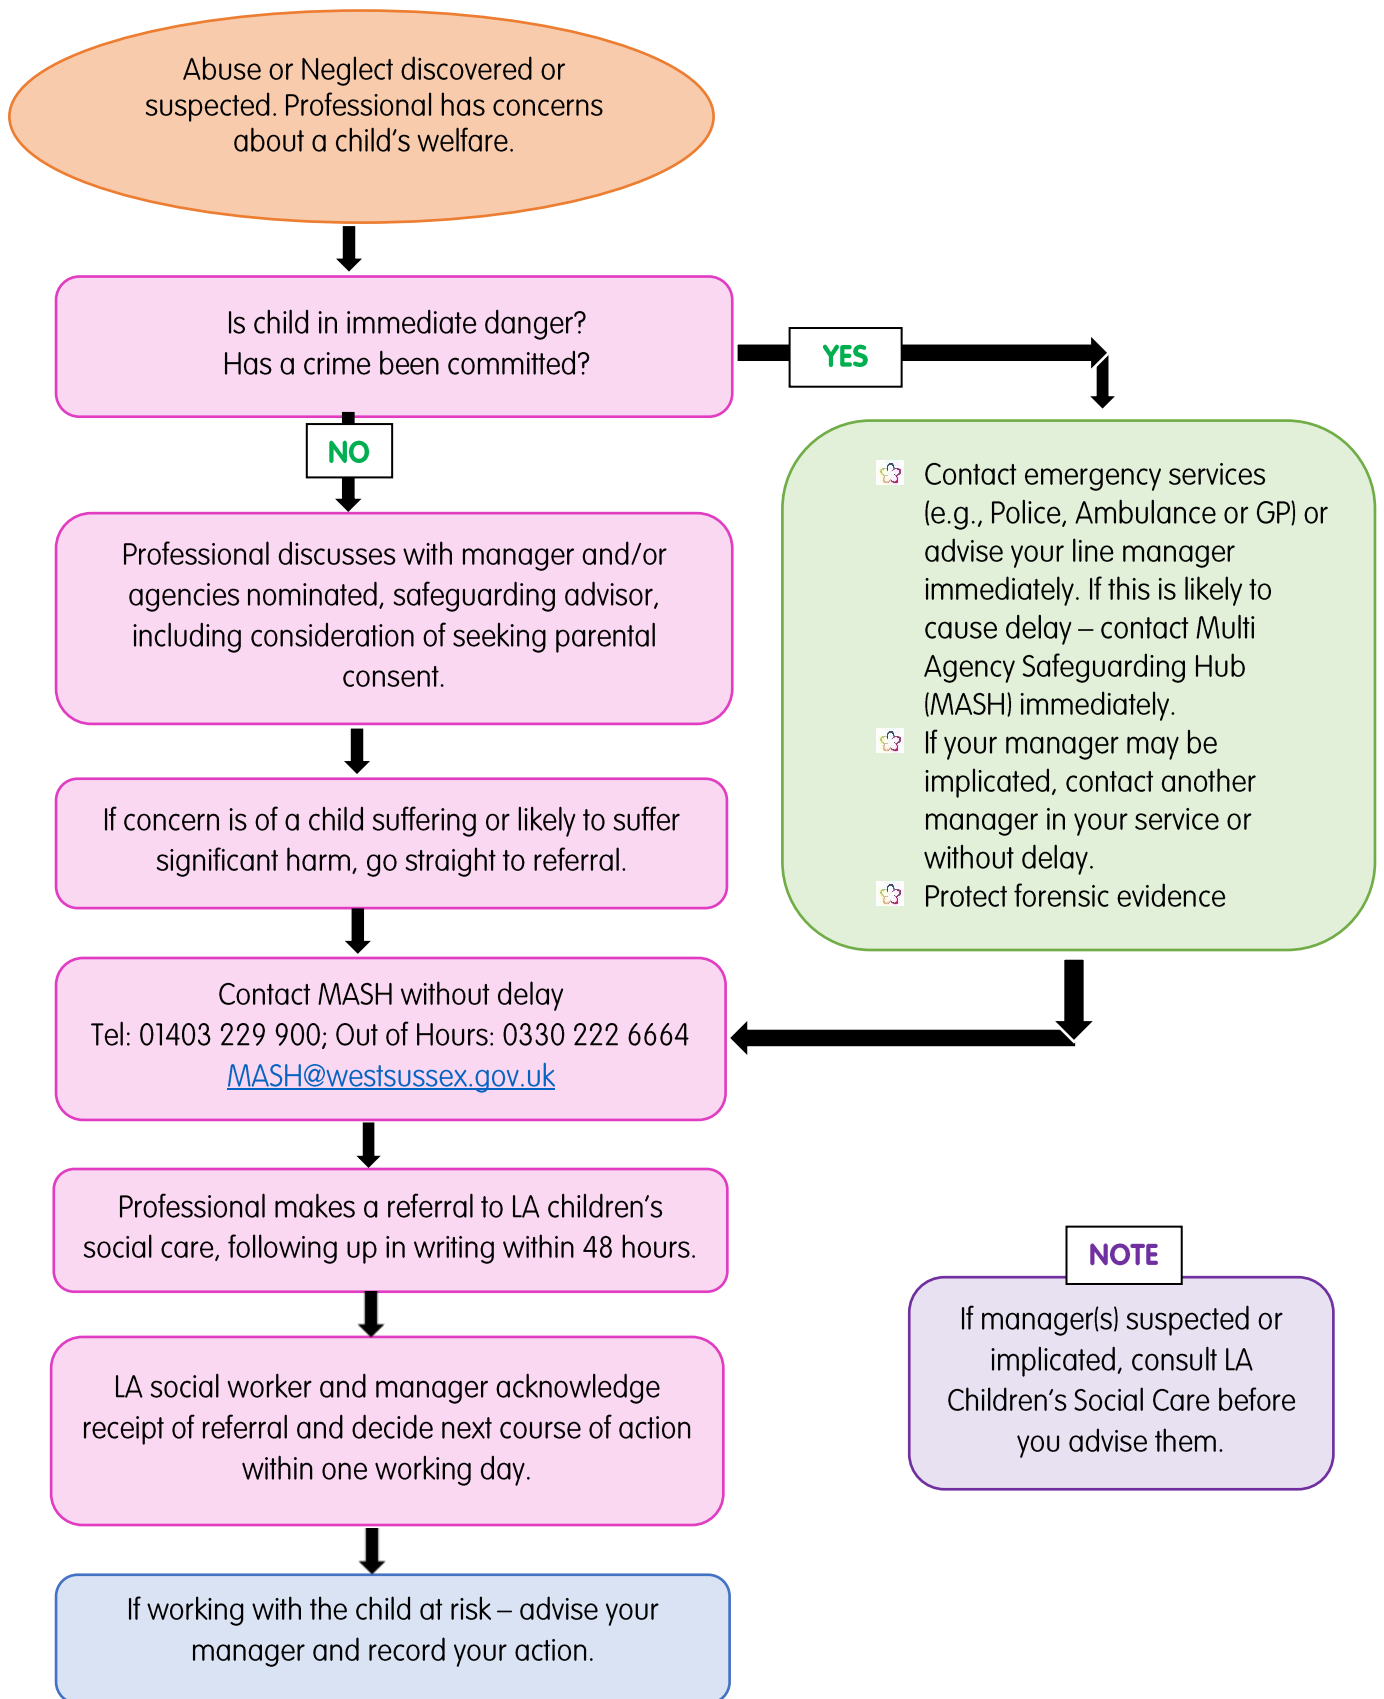 Abuse or Neglect discovered or
suspected. Professional has concerns
about a child's welfare.
Is child in immediate danger?
Has a crime been committed?
YES
NO
Contact emergency services
(e.g., Police, Ambulance or GP) or
advise your line manager
immediately. If this is likely to
cause delay – contact Multi
Agency Safeguarding Hub
(MASH) immediately.
If your manager may be
implicated, contact another
manager in your service or
without delay.
Protect forensic evidence
Professional discusses with manager and/or
agencies nominated, safeguarding advisor,
including consideration of seeking parental
consent.
If concern is of a child suffering or likely to suffer
significant harm, go straight to referral.
Contact MASH without delay
Tel: 01403 229 900; Out of Hours: 0330 222 6664
MASH@westsussex.gov.uk
Professional makes a referral to LA children's
social care, following up in writing within 48 hours.
NOTE
If manager(s) suspected or
implicated, consult LA
Children's Social Care before
you advise them.
LA social worker and manager acknowledge
receipt of referral and decide next course of action
within one working day.
If working with the child at risk – advise your
manager and record your action.